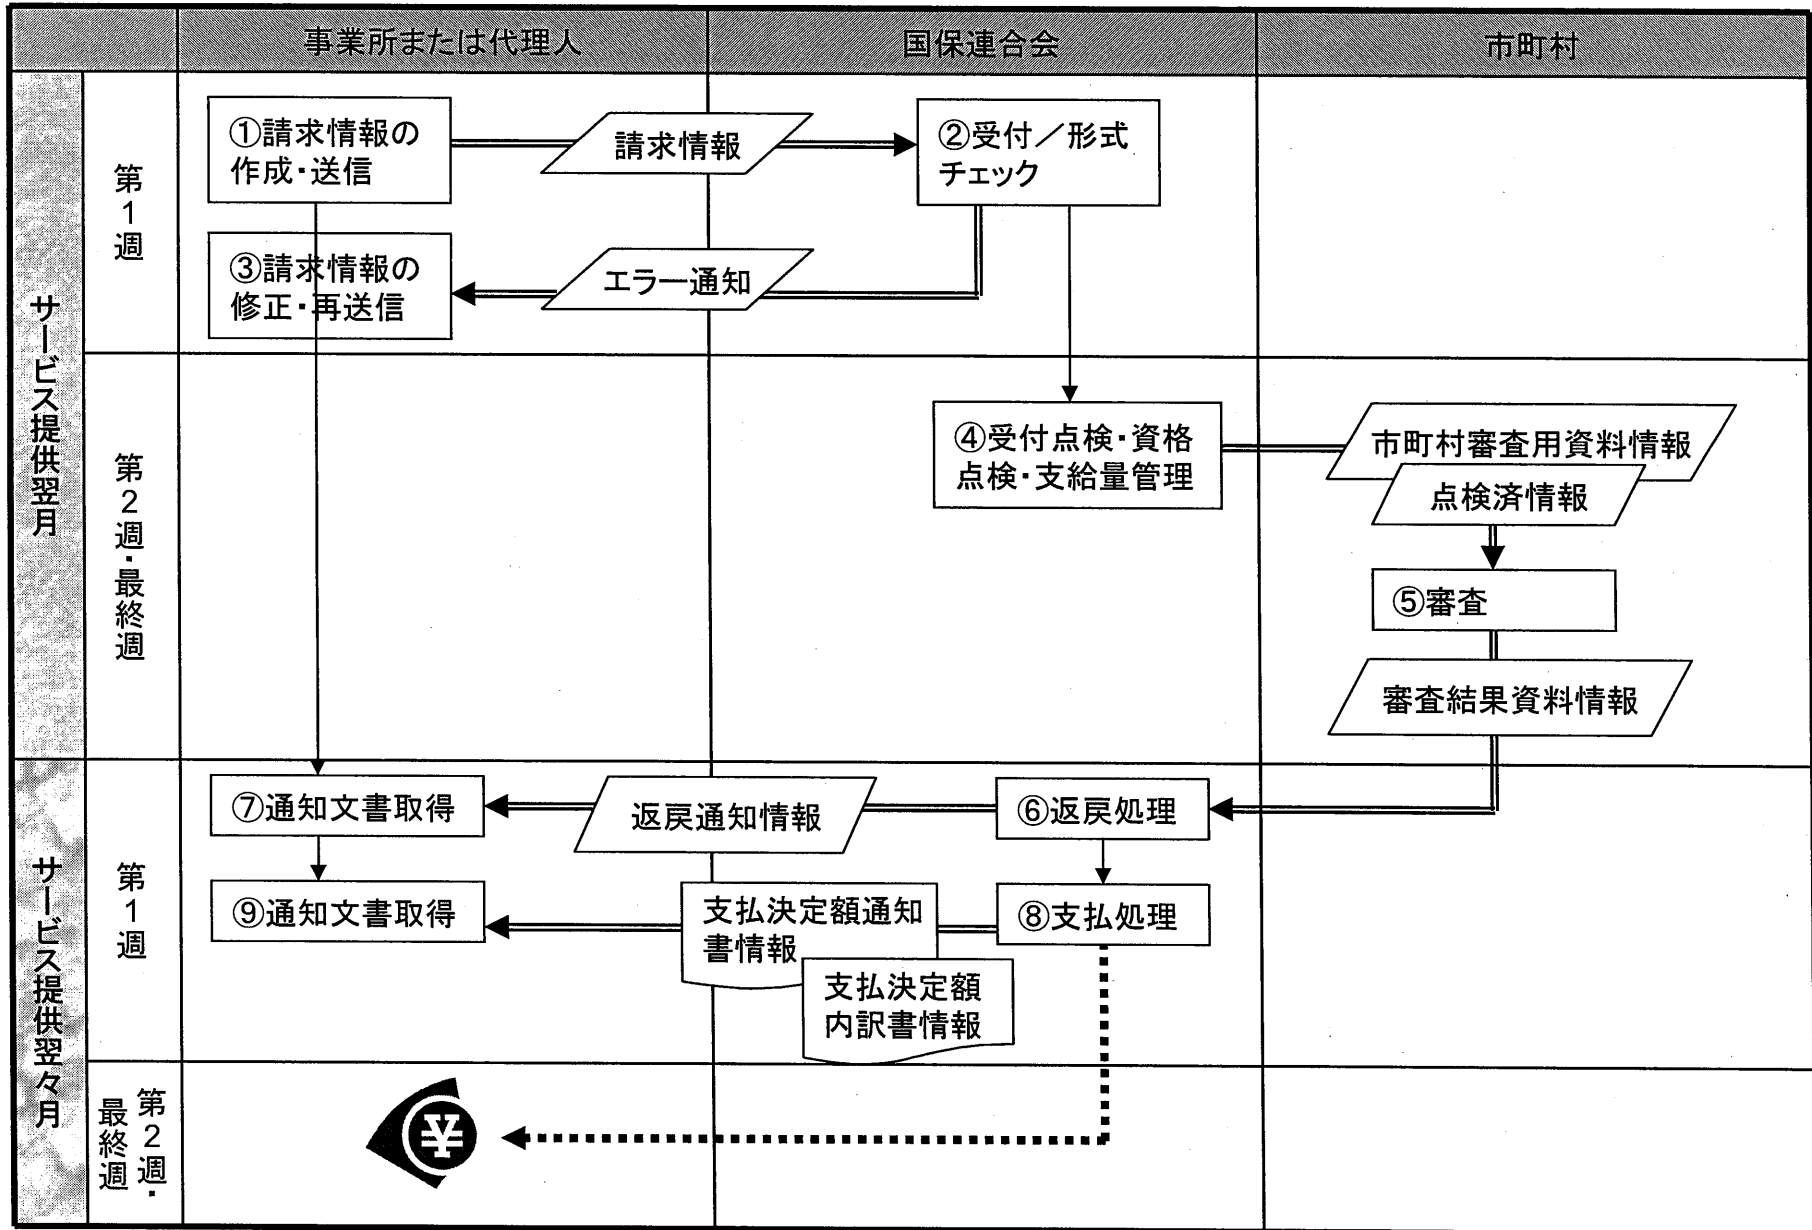 事業所または代理人
国保連合会
市町村
サービス提供翌月
第1週
①請求情報の
作成・送信
請求情報
②受付／形式
チェック
③請求情報の
修正・再送信
エラー通知
第2週・最終週
④受付点検・資格
点検・支給量管理
市町村審査用資料情報
点検済情報
⑤審査
審査結果資料情報
サービス提供翌々月
第1週
⑦通知文書取得
返戻通知情報
⑥返戻処理
⑨通知文書取得
支払決定額通知
書情報
⑧支払処理
支払決定額
内訳書情報
第2週・
最終週
¥